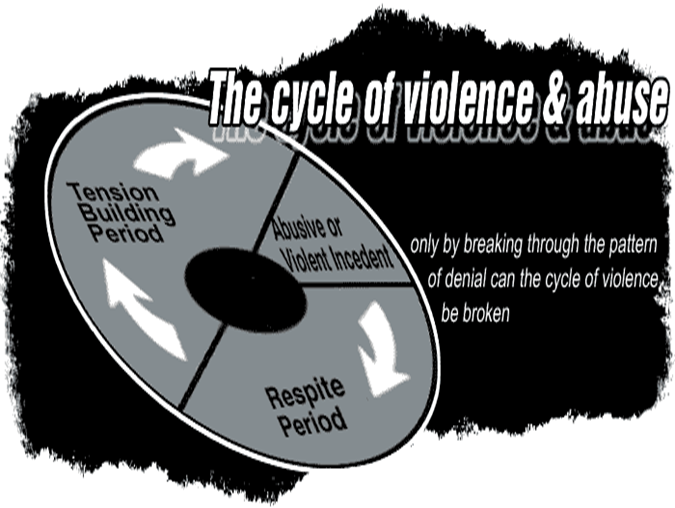 The cycle of violence & abuse
Tension
Building
Period
Abusive or
Violent Incedent
only by breaking through the pattern
of denial can the cycle of violence,
be broken
Respite
Period